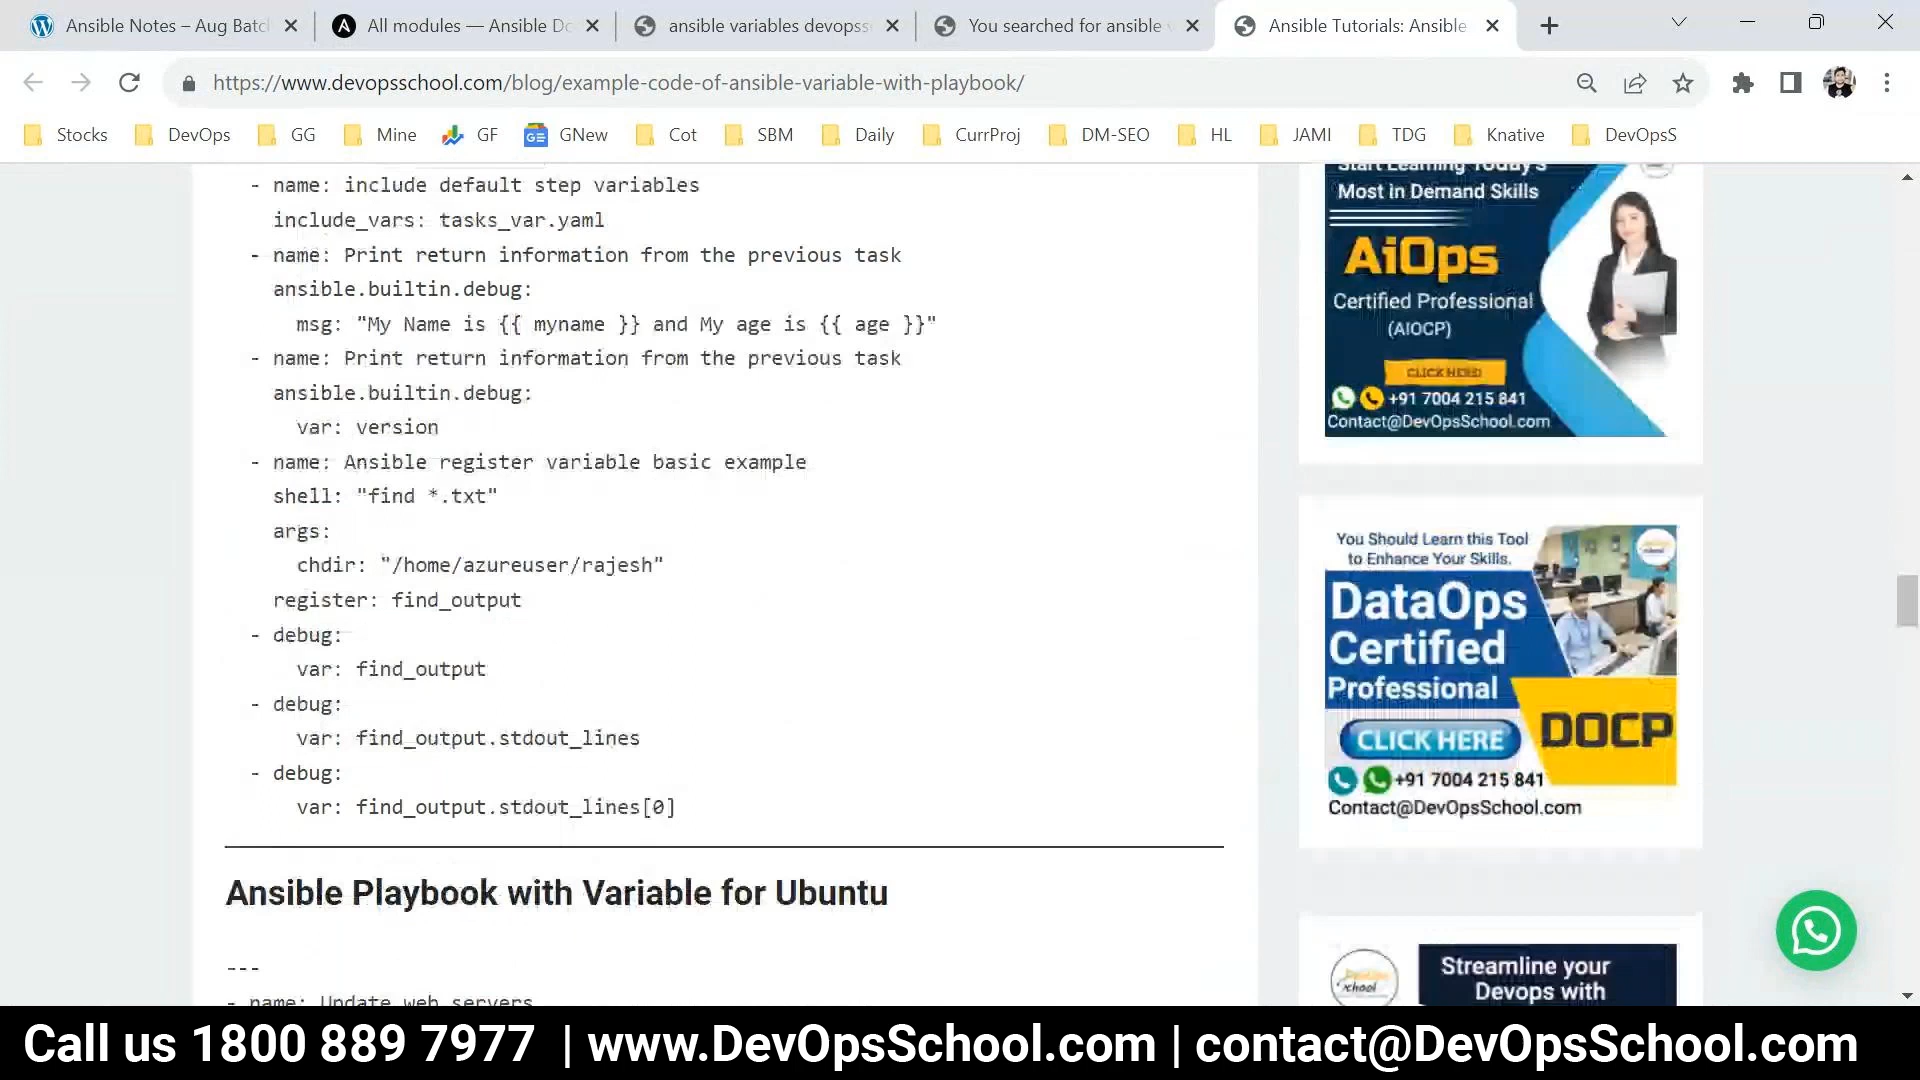 Ansible Notes – Aug Batc
All modules — Ansible Do
ansible variables devopss
You searched for ansible
Ansible Tutorials: Ansible
https://www.devopsschool.com/blog/example-code-of-ansible-variable-with-playbook/
Stocks
DevOps
GG
Mine
GF
GNew
Cot
SBM
Daily
CurrProj
DM-SEO
HL
JAMI
TDG
Knative
DevOpsS
- name: include default step variables
include_vars: tasks_var.yaml
- name: Print return information from the previous task
ansible.builtin.debug:
msg: "My Name is {{ myname }} and My age is {{ age }}"
- name: Print return information from the previous task
ansible.builtin.debug:
var: version
- name: Ansible register variable basic example
shell: "find *.txt"
args:
chdir: "/home/azureuser/rajesh"
register: find_output
- debug:
var: find_output
- debug:
var: find_output.stdout_lines
- debug:
var: find_output.stdout_lines[0]
Ansible Playbook with Variable for Ubuntu
---
- name: Update web servers
Start Learning Today's
Most in Demand Skills
AiOps
Certified Professional
(AIOCP)
CLICK HERE!
+91 7004 215 841
Contact@DevOpsSchool.com
You Should Learn this Tool
to Enhance Your Skills.
DataOps
Certified
Professional
CLICK HERE
DOCP
+91 7004 215 841
Contact@DevOpsSchool.com
Streamline your
Devops with
Call us 1800 889 7977 | www.DevOpsSchool.com | contact@DevOpsSchool.com